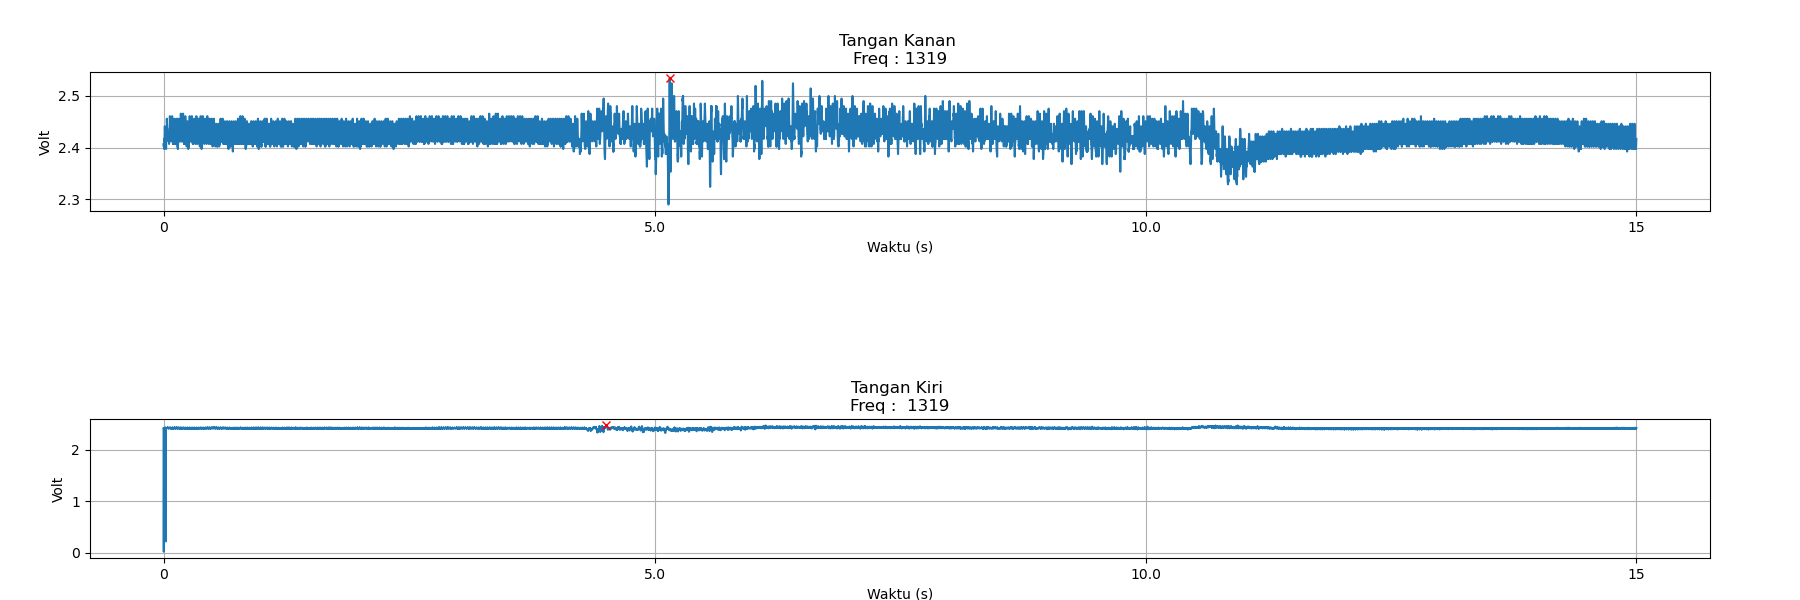 Tangan Kanan
Freq : 1319
Volt
2.5
2.4
2.3
0 5.0 10.0 15
Waktu (s)
Tangan Kiri
Freq :  1319
Volt
2
1
0
0 5.0 10.0 15
Waktu (s)